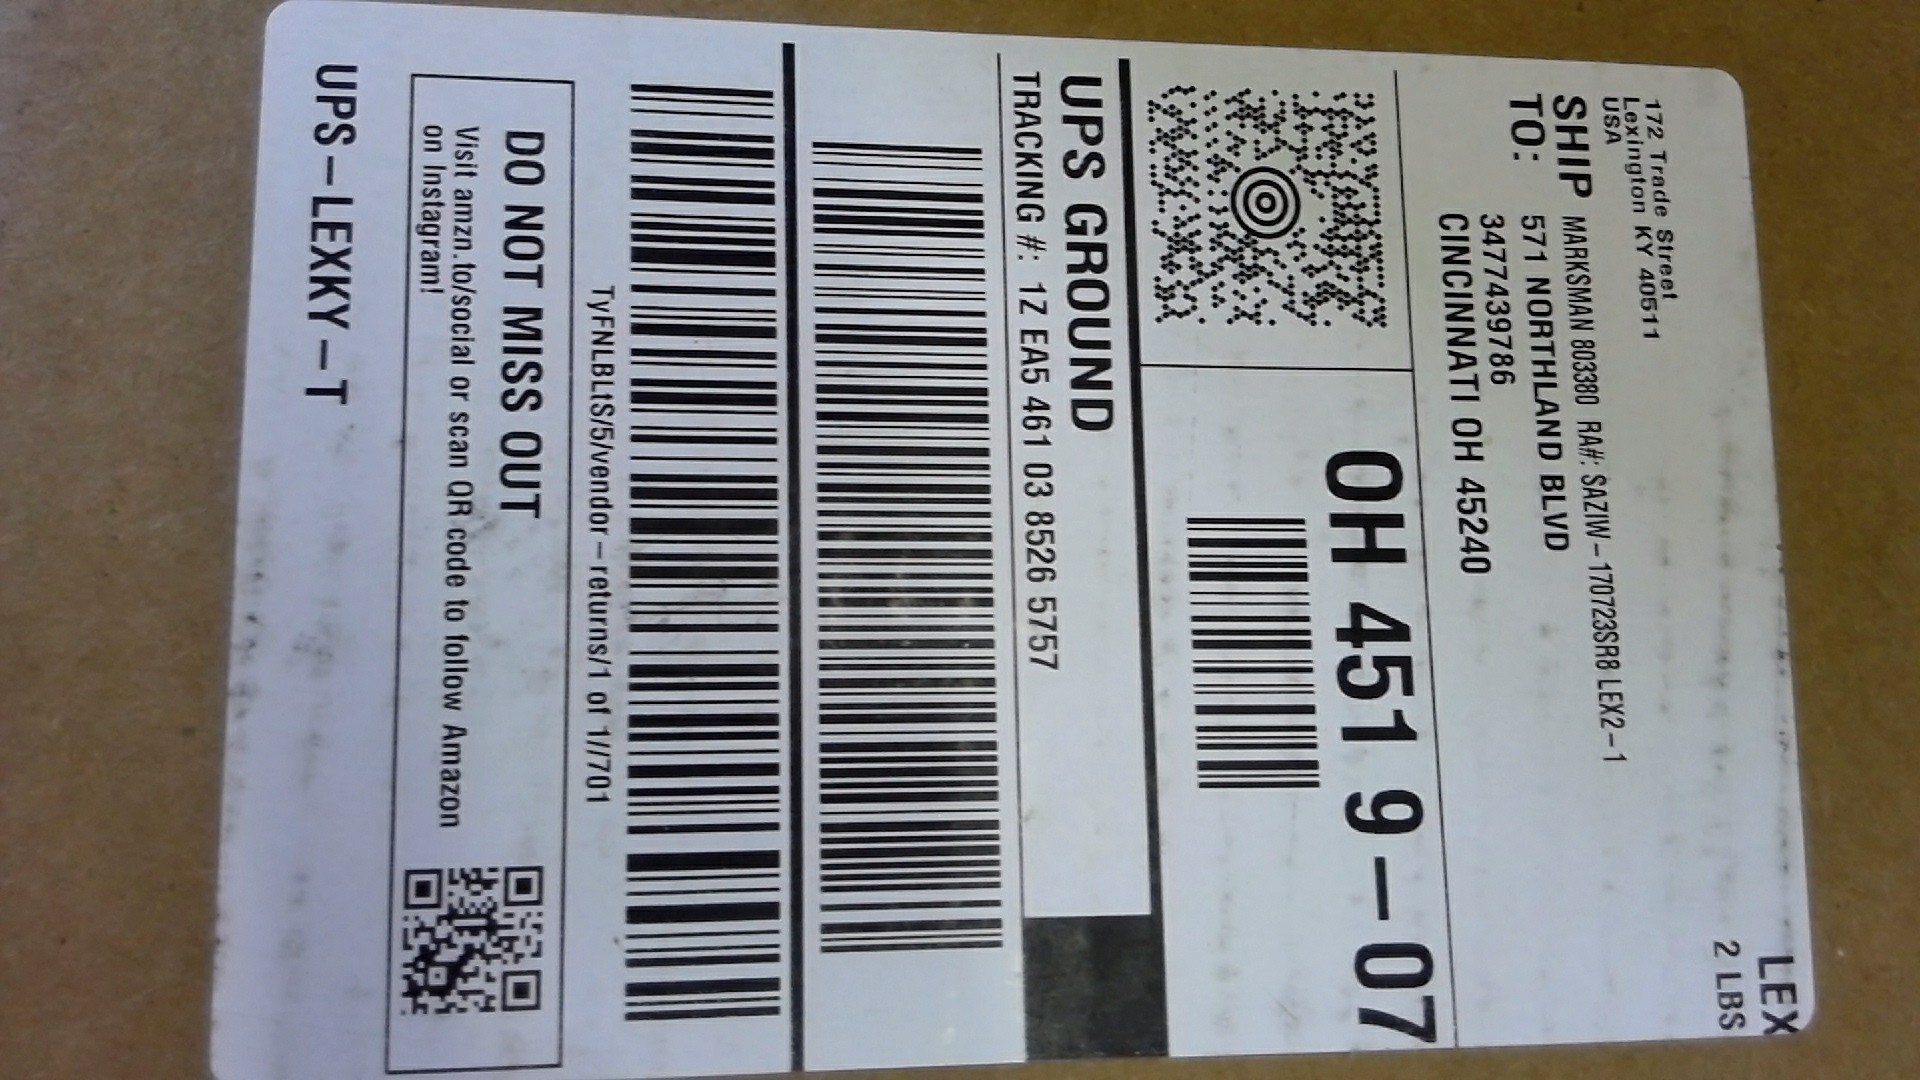 LEX
2 LBS
172 Trade Street
Lexington KY 40511
USA
SHIP
TO:
MARKSMAN 803380 RA#: SAZIW-170723SR8 LEX2-1
571 NORTHLAND BLVD
3477439786
CINCINNATI OH 45240
OH 451 9-07
UPS GROUND
TRACKING #: 1Z EA5 461 03 8526 5757
TyFNLBLtS/5/vendor-returns/1 of 1//701
DO NOT MISS OUT
Visit amzn.to/social or scan QR code to follow Amazon
on Instagram!
UPS-LEXKY-T